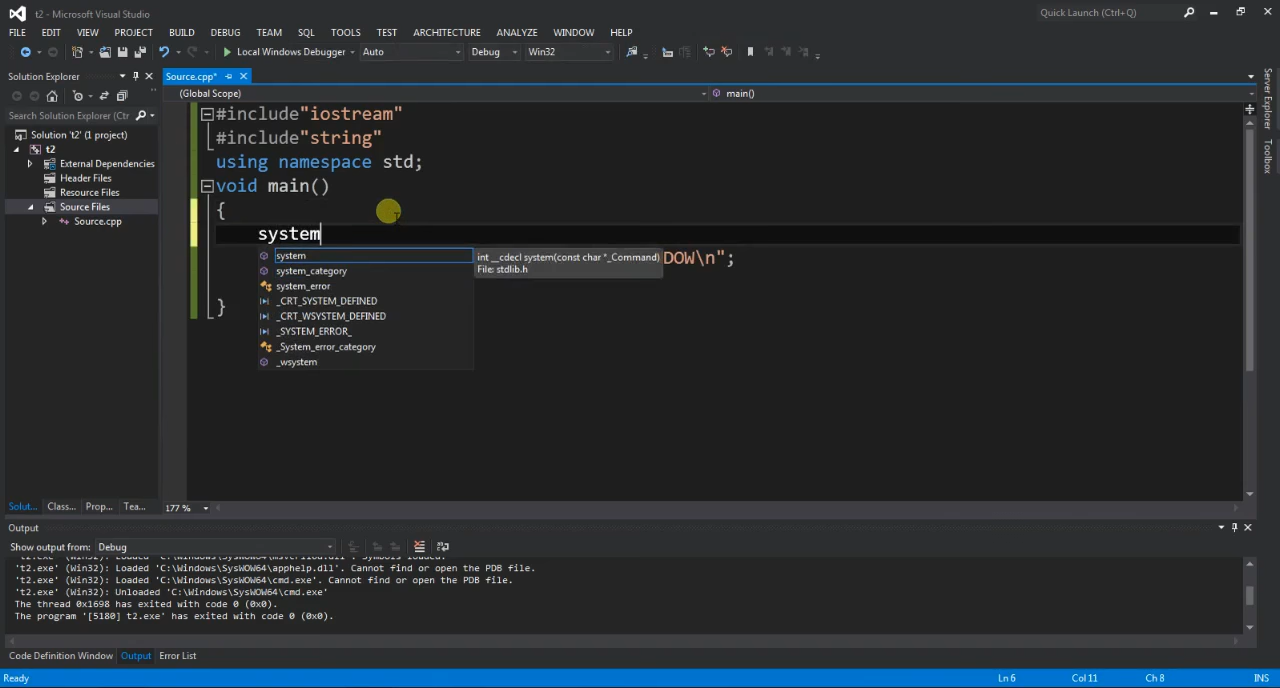 t2 - Microsoft Visual Studio
Quick Launch (Ctrl+Q)
FILE EDIT VIEW PROJECT BUILD DEBUG TEAM SQL TOOLS TEST ARCHITECTURE ANALYZE WINDOW HELP
Local Windows Debugger Auto Debug Win32
Solution Explorer
Source.cpp*
(Global Scope) main()
Search Solution Explorer (Ctrl
Solution 't2' (1 project)
t2
External Dependencies
Header Files
Resource Files
Source Files
Source.cpp
#include"iostream"
#include"string"
using namespace std;
void main()
{
system
DOW\n";
}
system
system_category
system_error
_CRT_SYSTEM_DEFINED
_CRT_WSYSTEM_DEFINED
_SYSTEM_ERROR_
_System_error_category
_wsystem
int __cdecl system(const char *_Command)
File: stdlib.h
Server Explorer
Toolbox
Solut... Class... Prop... Tea...
177 %
Output
Show output from: Debug
't2.exe' (Win32): Loaded 'C:\Windows\SysWOW64\apphelp.dll'. Cannot find or open the PDB file.
't2.exe' (Win32): Loaded 'C:\Windows\SysWOW64\cmd.exe'. Cannot find or open the PDB file.
't2.exe' (Win32): Unloaded 'C:\Windows\SysWOW64\cmd.exe'
The thread 0x1698 has exited with code 0 (0x0).
The program '[5180] t2.exe' has exited with code 0 (0x0).
Code Definition Window Output Error List
Ready Ln 6 Col 11 Ch 8 INS